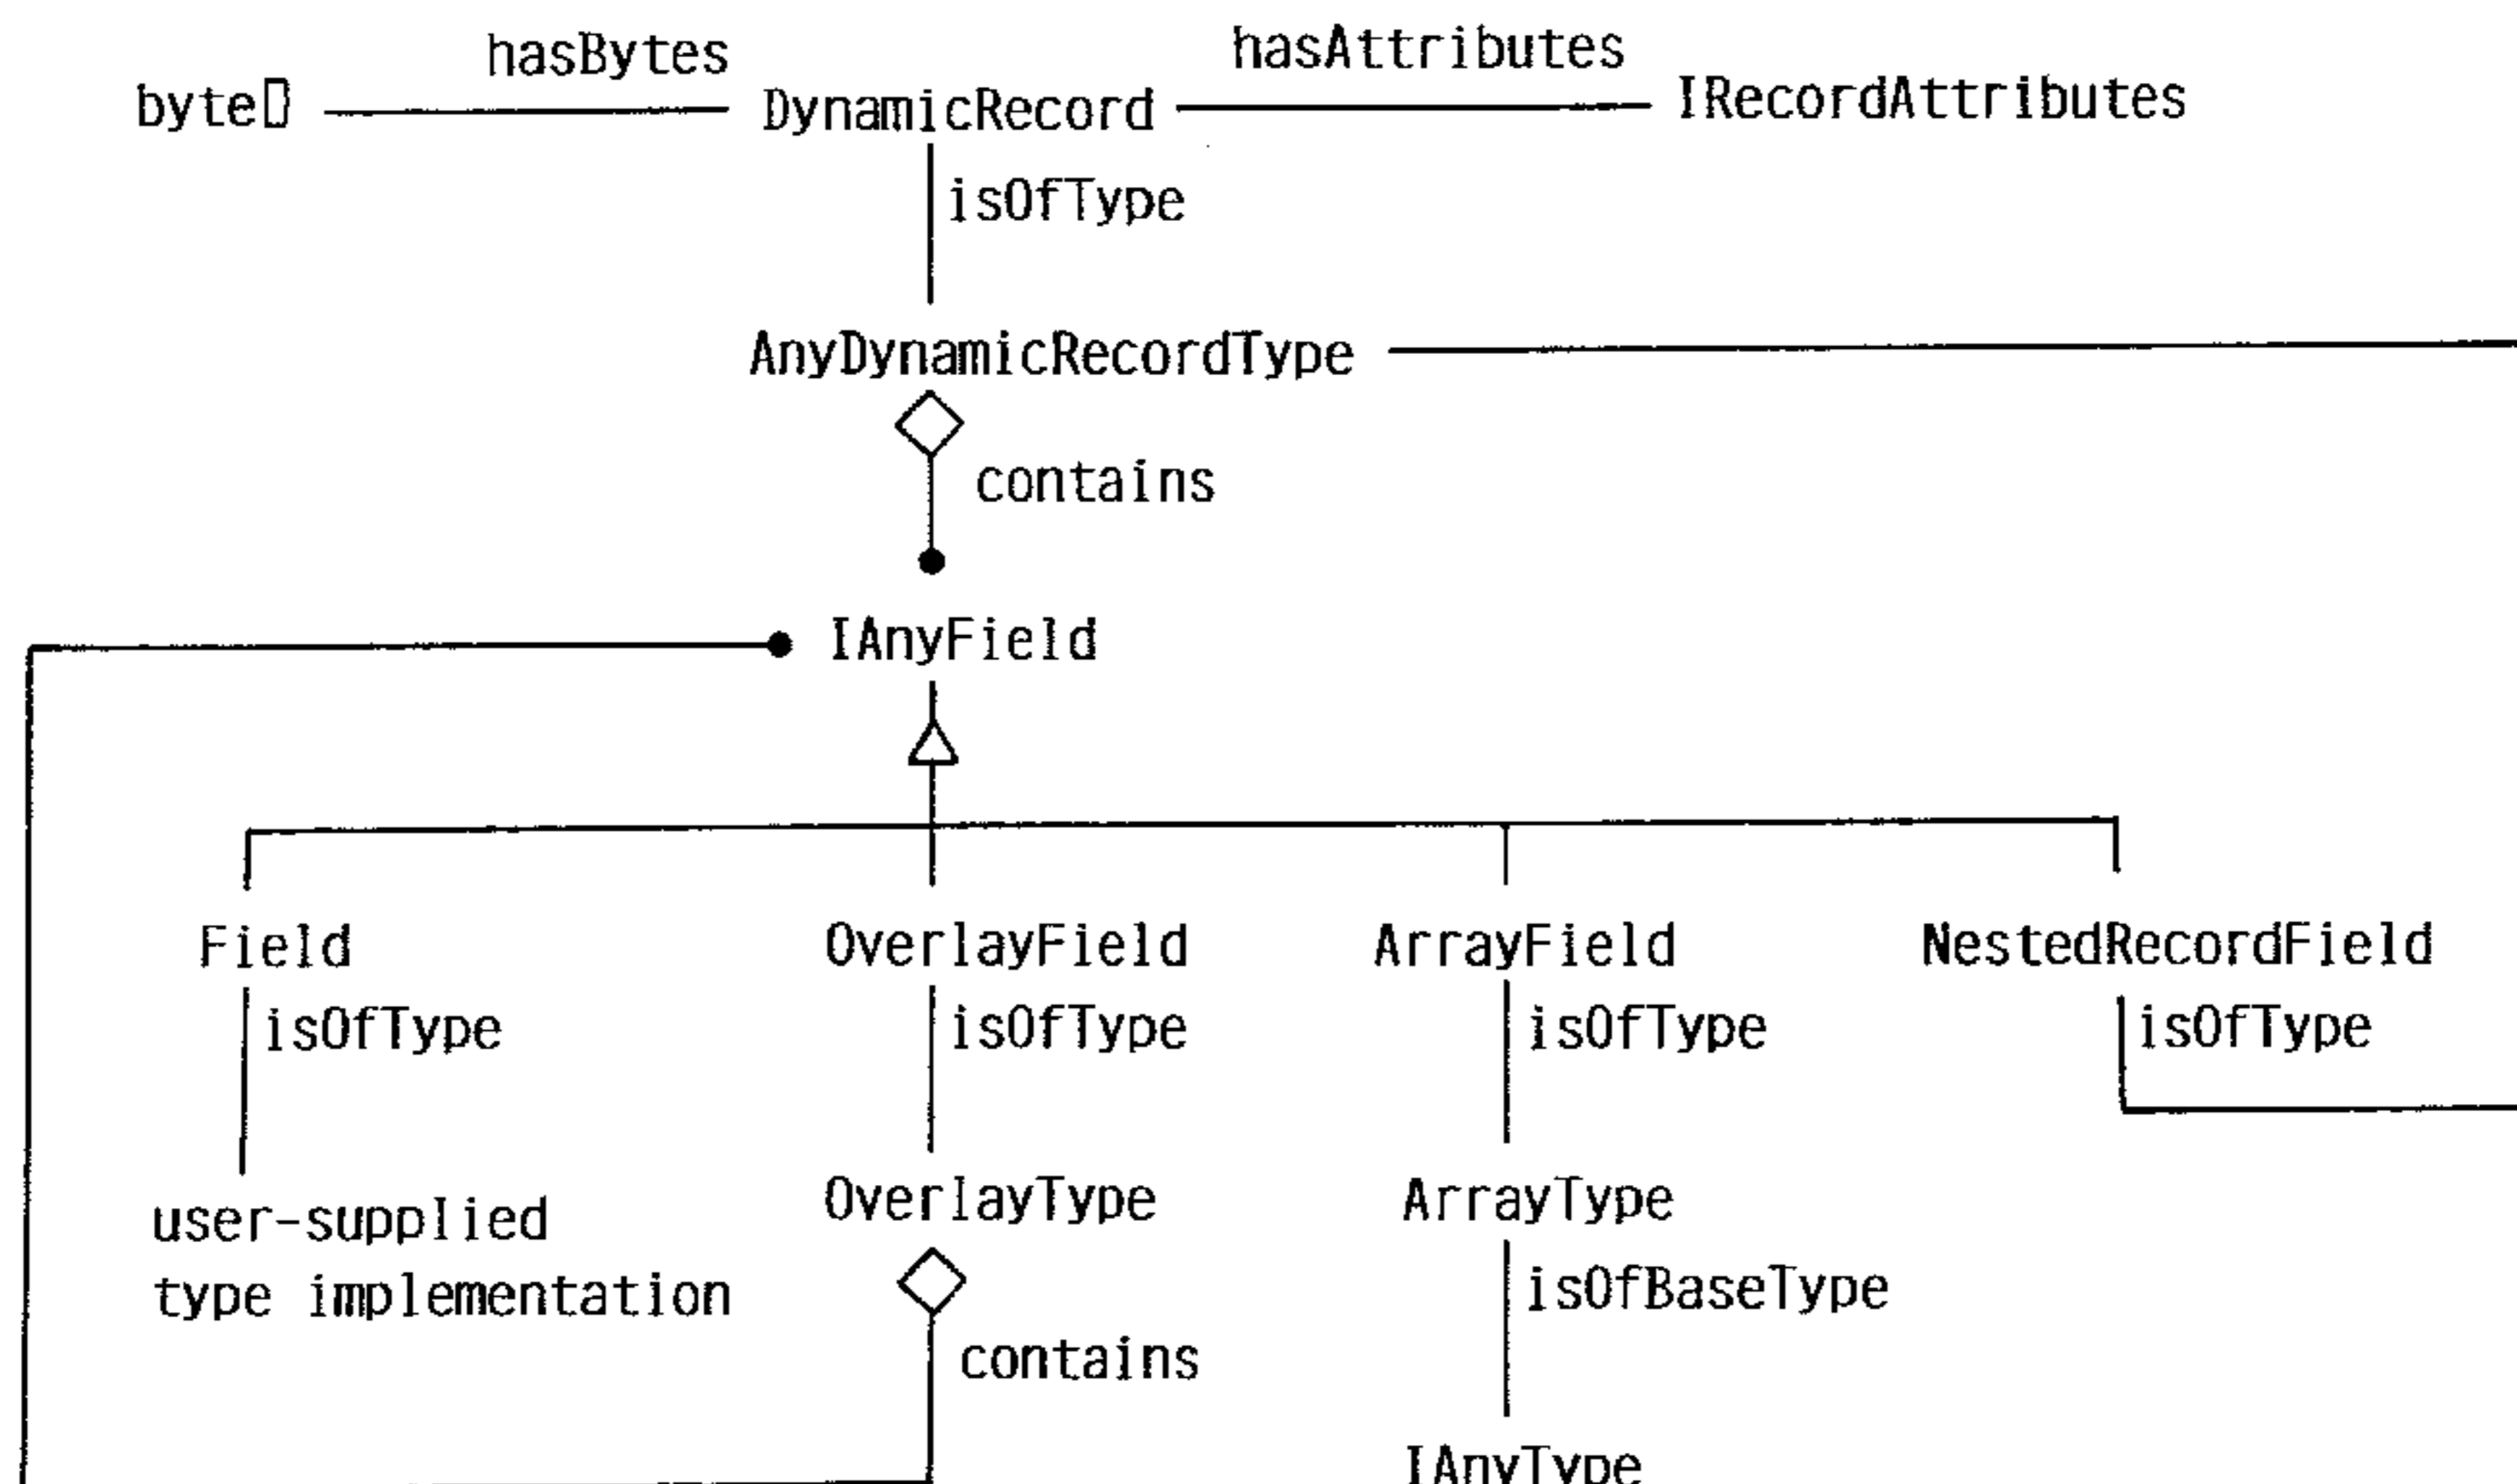 hasBytes
hasAttributes
byte[]
DynamicRecord
IRecordAttributes
isOfType
AnyDynamicRecordType
contains
IAnyField
Field
OverlayField
ArrayField
NestedRecordField
isOfType
isOfType
isOfType
isOfType
user-supplied
type implementation
OverlayType
ArrayType
isOfBaseType
contains
IAnyType